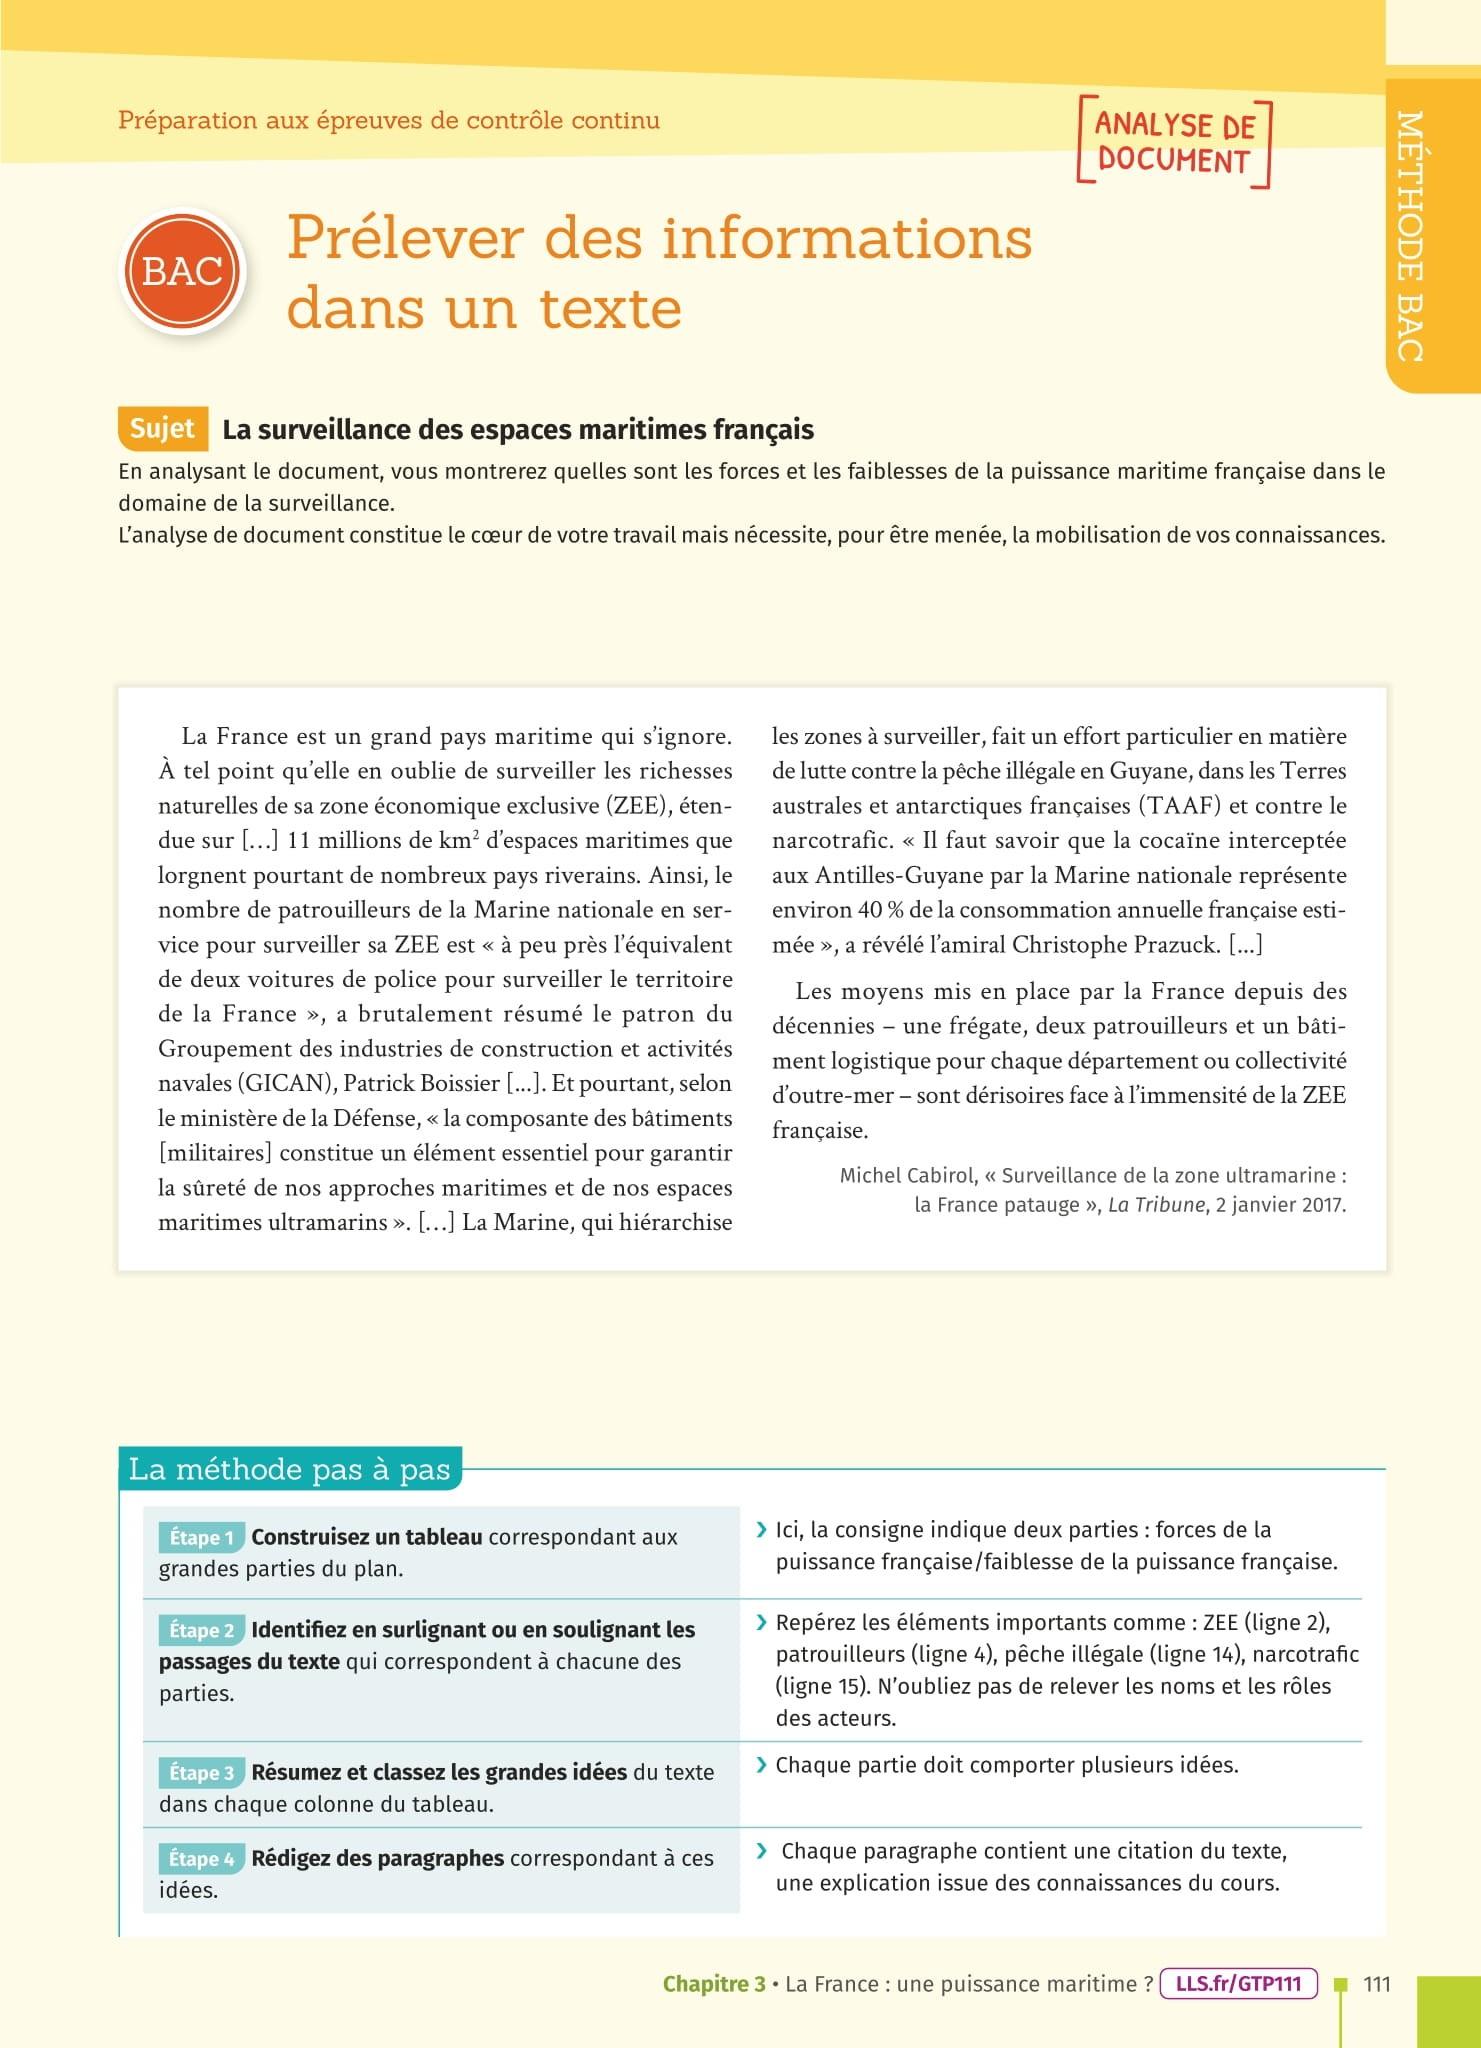 Préparation aux épreuves de contrôle continu
ANALYSE DE
DOCUMENT
MÉTHODE BAC
BAC
Prélever des informations
dans un texte
Sujet La surveillance des espaces maritimes français
En analysant le document, vous montrerez quelles sont les forces et les faiblesses de la puissance maritime française dans le
domaine de la surveillance.
L'analyse de document constitue le cœur de votre travail mais nécessite, pour être menée, la mobilisation de vos connaissances.
La France est un grand pays maritime qui s'ignore.
À tel point qu'elle en oublie de surveiller les richesses
naturelles de sa zone économique exclusive (ZEE), éten-
due sur […] 11 millions de km² d'espaces maritimes que
lorgnent pourtant de nombreux pays riverains. Ainsi, le
nombre de patrouilleurs de la Marine nationale en ser-
vice pour surveiller sa ZEE est « à peu près l'équivalent
de deux voitures de police pour surveiller le territoire
de la France », a brutalement résumé le patron du
Groupement des industries de construction et activités
navales (GICAN), Patrick Boissier [...]. Et pourtant, selon
le ministère de la Défense, « la composante des bâtiments
[militaires] constitue un élément essentiel pour garantir
la sûreté de nos approches maritimes et de nos espaces
maritimes ultramarins ». […] La Marine, qui hiérarchise
les zones à surveiller, fait un effort particulier en matière
de lutte contre la pêche illégale en Guyane, dans les Terres
australes et antarctiques françaises (TAAF) et contre le
narcotrafic. « Il faut savoir que la cocaïne interceptée
aux Antilles-Guyane par la Marine nationale représente
environ 40 % de la consommation annuelle française esti-
mée », a révélé l'amiral Christophe Prazuck. [...]
Les moyens mis en place par la France depuis des
décennies – une frégate, deux patrouilleurs et un bâti-
ment logistique pour chaque département ou collectivité
d'outre-mer – sont dérisoires face à l'immensité de la ZEE
française.
Michel Cabirol, « Surveillance de la zone ultramarine :
la France patauge », La Tribune, 2 janvier 2017.
La méthode pas à pas
Étape 1 Construisez un tableau correspondant aux
grandes parties du plan.
› Ici, la consigne indique deux parties : forces de la
puissance française/faiblesse de la puissance française.
Étape 2 Identifiez en surlignant ou en soulignant les
passages du texte qui correspondent à chacune des
parties.
› Repérez les éléments importants comme : ZEE (ligne 2),
patrouilleurs (ligne 4), pêche illégale (ligne 14), narcotrafic
(ligne 15). N'oubliez pas de relever les noms et les rôles
des acteurs.
Étape 3 Résumez et classez les grandes idées du texte
dans chaque colonne du tableau.
› Chaque partie doit comporter plusieurs idées.
Étape 4 Rédigez des paragraphes correspondant à ces
idées.
› Chaque paragraphe contient une citation du texte,
une explication issue des connaissances du cours.
Chapitre 3 • La France : une puissance maritime ? LLS.fr/GTP111 111